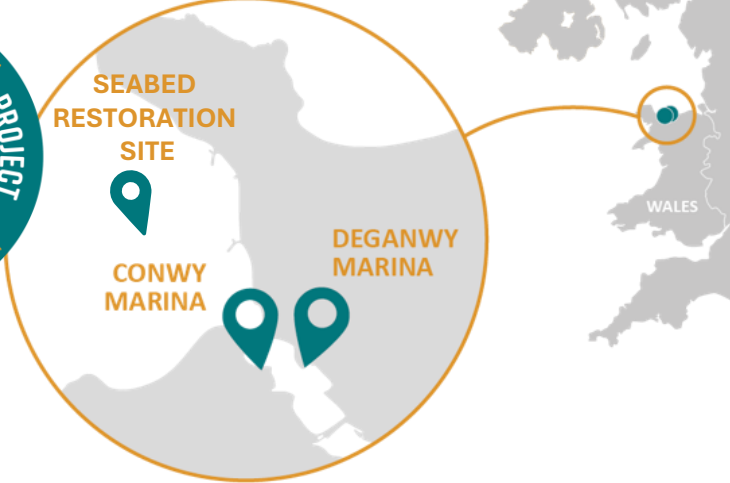 PROJECT
SEABED
RESTORATION
SITE
CONWY
MARINA
DEGANWY
MARINA
WALES